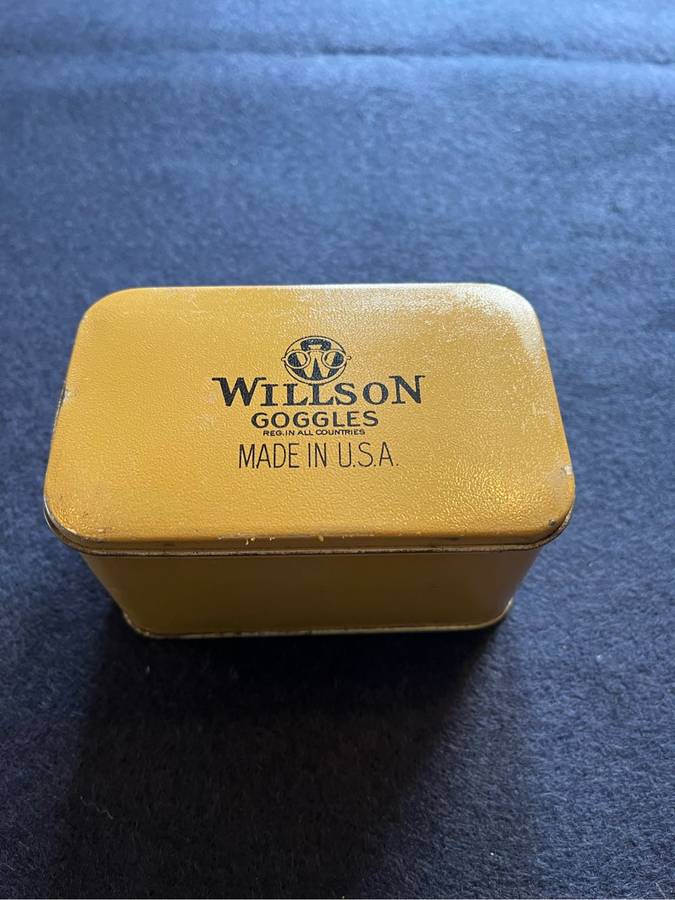 WILLSON
GOGGLES
REG. IN ALL COUNTRIES
MADE IN U.S.A.